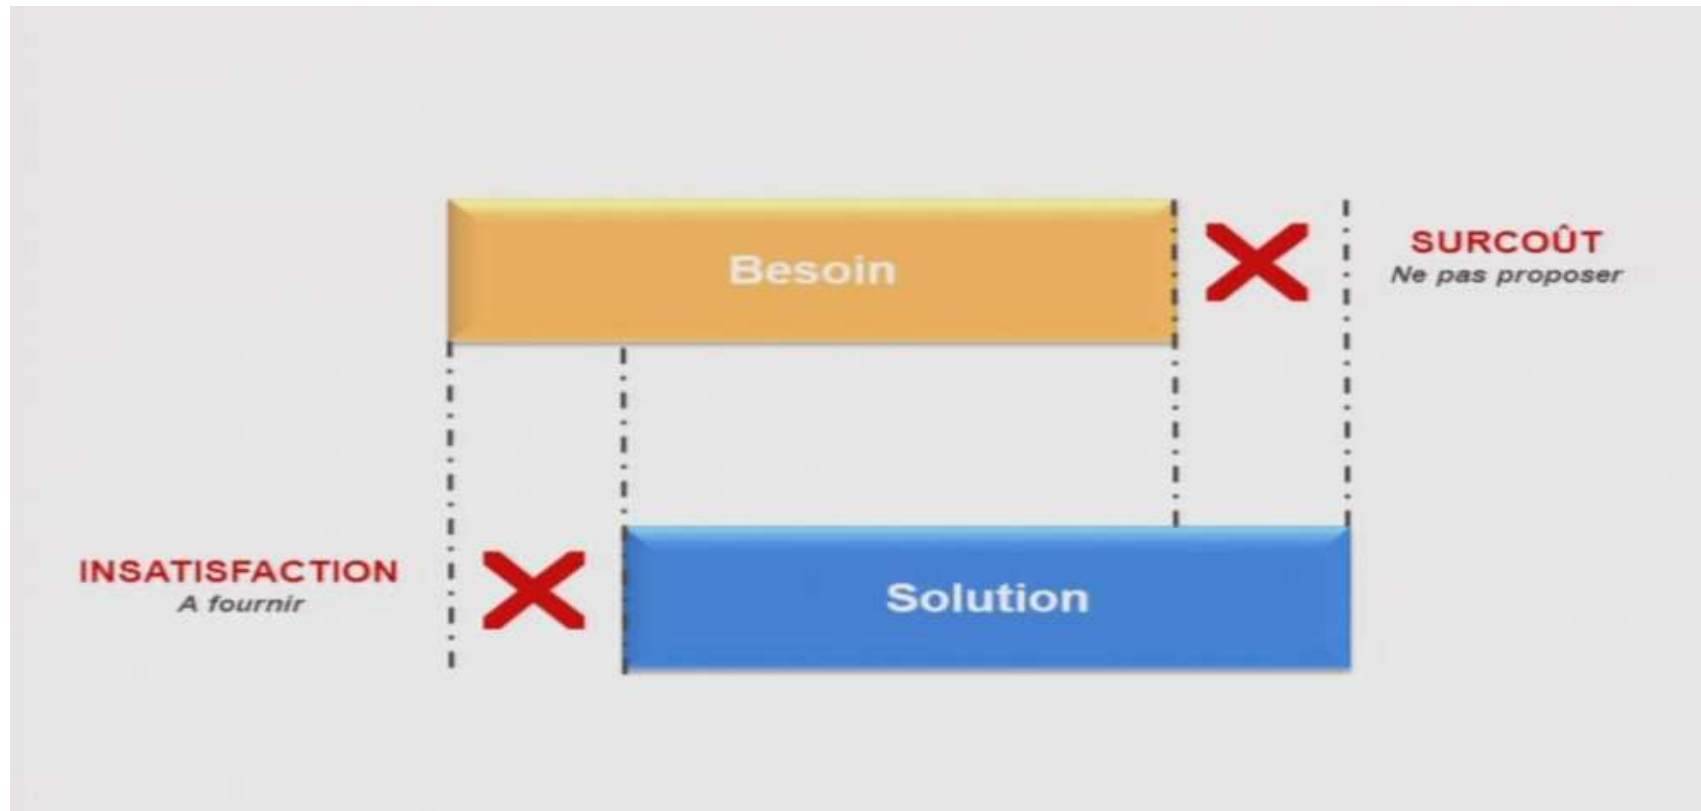 Besoin
SURCOÛT
Ne pas proposer
INSATISFACTION
A fournir
Solution